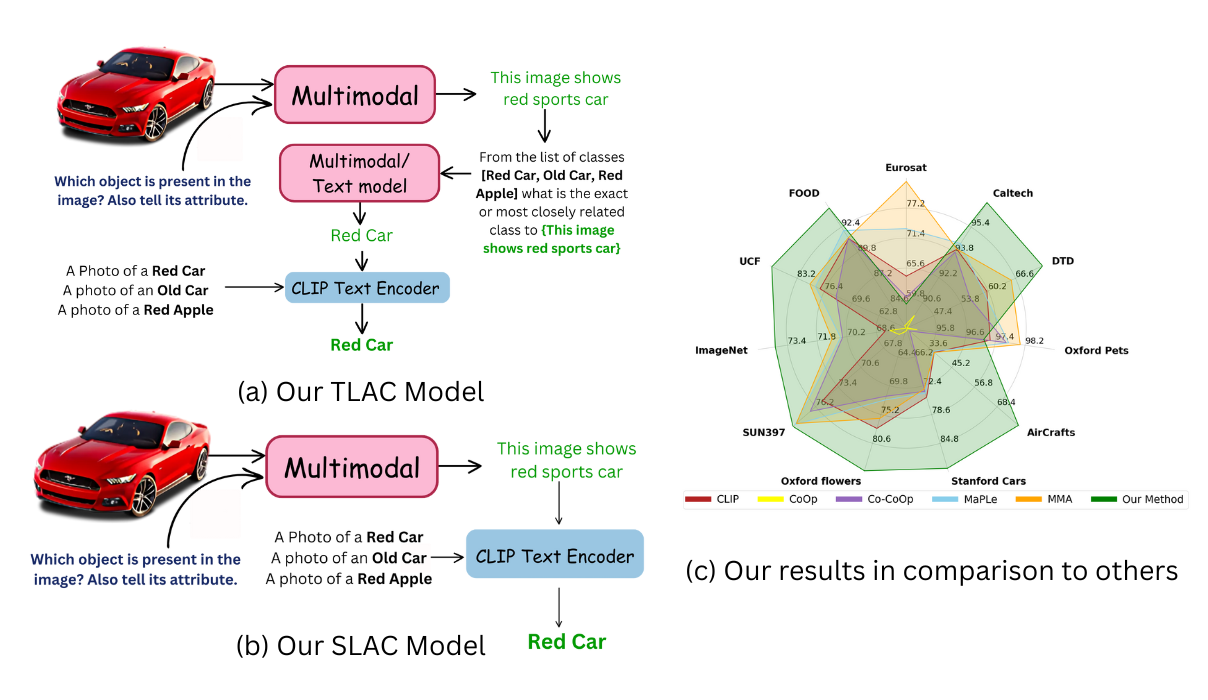 Multimodal
This image shows
red sports car
Which object is present in the
image? Also tell its attribute.
Multimodal/
Text model
From the list of classes
[Red Car, Old Car, Red
Apple] what is the exact
or most closely related
class to {This image
shows red sports car}
Red Car
A Photo of a Red Car
A photo of an Old Car
A photo of a Red Apple
CLIP Text Encoder
Red Car
(a) Our TLAC Model
Multimodal
This image shows
red sports car
Which object is present in the
image? Also tell its attribute.
A Photo of a Red Car
A photo of an Old Car
A photo of a Red Apple
CLIP Text Encoder
(b) Our SLAC Model
Red Car
Eurosat
77.2
71.4
65.6
59.8
Caltech
95.4
93.8
92.2
90.6
DTD
66.6
60.2
53.8
47.4
Oxford Pets
98.2
97.4
96.6
95.8
AirCrafts
68.4
56.8
45.2
33.6
Stanford Cars
84.8
78.6
72.4
66.2
Oxford flowers
80.6
75.2
69.8
64.4
SUN397
76.2
73.4
70.6
67.8
ImageNet
73.4
71.8
70.2
68.6
UCF
83.2
76.4
69.6
62.8
FOOD
92.4
89.8
87.2
84.6
CLIP
CoOp
Co-CoOp
MaPLe
MMA
Our Method
(c) Our results in comparison to others